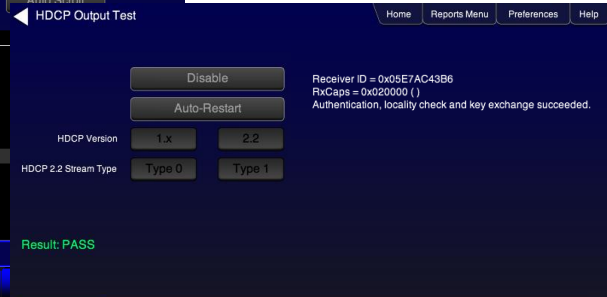 HDCP Output Test
Home Reports Menu Preferences Help
Disable
Auto-Restart
Receiver ID = 0x05E7AC43B6
RxCaps = 0x020000 ( )
Authentication, locality check and key exchange succeeded.
HDCP Version 1.x 2.2
HDCP 2.2 Stream Type Type 0 Type 1
Result: PASS